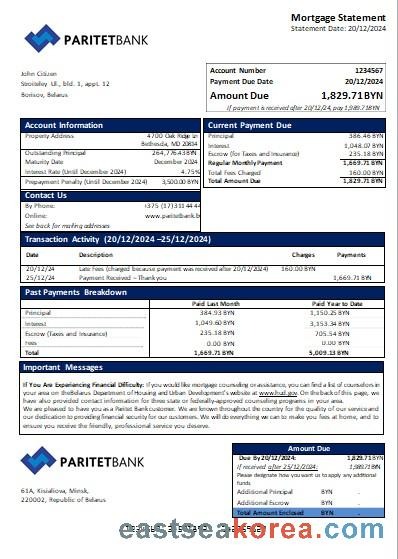 Mortgage Statement
Statement Date: 20/12/2024
PARITETBANK
John Citizen
Stroiteley Ul., bld. 1, appt. 12
Borisov, Belarus
Account Number 1234567
Payment Due Date 20/12/2024
Amount Due 1,829.71BYN
If payment is received after 20/12/24, pay 1,989.71BYN
Account Information
Property Address 4700 Oak Ridge Ln
Bethesda, MD 20814
Outstanding Principal 264,776.43BYN
Maturity Date December 2024
Interest Rate (Until December 2024) 4.75%
Prepayment Penalty (Until December 2024) 3,500.00 BYN
Contact Us
By Phone: +375 (17)311 44 44
Online: www.paritetbank.b
See back for mailing addresses
Current Payment Due
Principal 386.46 BYN
Interest 1,048.07 BYN
Escrow (for Taxes and Insurance) 235.18 BYN
Regular Monthly Payment 1,669.71 BYN
Total Fees Charged 160.00 BYN
Total Amount Due 1,829.71 BYN
Transaction Activity (20/12/2024 –25/12/2024)
Date Description Charges Payments
20/12/24 Late Fees (charged because payment was received after 20/12/2024) 160.00 BYN
25/12/24 Payment Received – Thank you 1,669.71 BYN
Past Payments Breakdown
Paid Last Month Paid Year to Date
Principal 384.93 BYN 1,150.25 BYN
Interest 1,049.60 BYN 3,153.34 BYN
Escrow (Taxes and Insurance) 235.18 BYN 705.54 BYN
Fees 0.00 BYN 0.00 BYN
Total 1,669.71 BYN 5,009.13 BYN
Important Messages
If You Are Experiencing Financial Difficulty: If you would like mortgage counseling or assistance, you can find a list of counselors in
your area on the Belarus Department of Housing and Urban Development's website at www.hud.gov. On the back of this page, we
have also provided contact information for three state or federally-approved counseling programs in your area.
We are pleased to have you as a Paritet Bank customer. We are known throughout the country for the quality of our service and
our dedication to providing financial security for our customers. We will do everything we can to make you fees at home, and to
ensure you receive the friendly, professional service you deserve.
PARITETBANK
61A, Kisialiova, Minsk,
220002, Republic of Belarus
Amount Due
Due By 20/12/2024: 1,829.71 BYN
If received after 25/12/2024: 1,989.71 BYN
Please designate how you want us to apply any additional
funds
Additional Principal BYN .
Additional Escrow BYN .
Total Amount Enclosed BYN .
eastseakorea.com